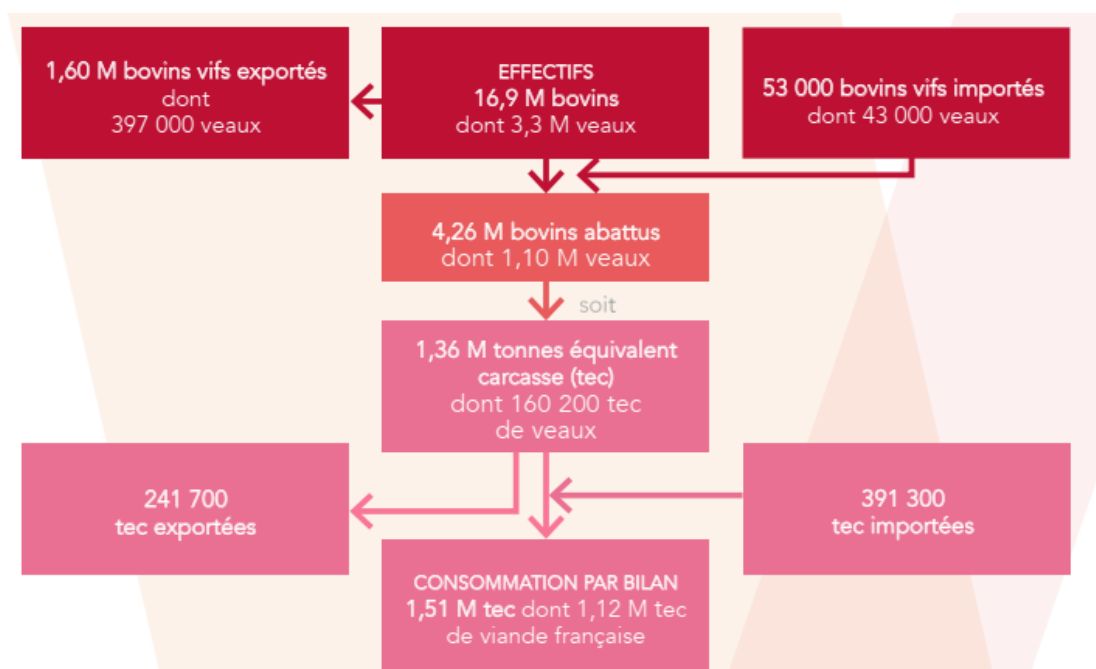 1,60 M bovins vifs exportés
dont
397 000 veaux
EFFECTIFS
16,9 M bovins
dont 3,3 M veaux
53 000 bovins vifs importés
dont 43 000 veaux
4,26 M bovins abattus
dont 1,10 M veaux
soit
1,36 M tonnes équivalent
carcasse (tec)
dont 160 200 tec
de veaux
241 700
tec exportées
391 300
tec importées
CONSOMMATION PAR BILAN
1,51 M tec dont 1,12 M tec
de viande française